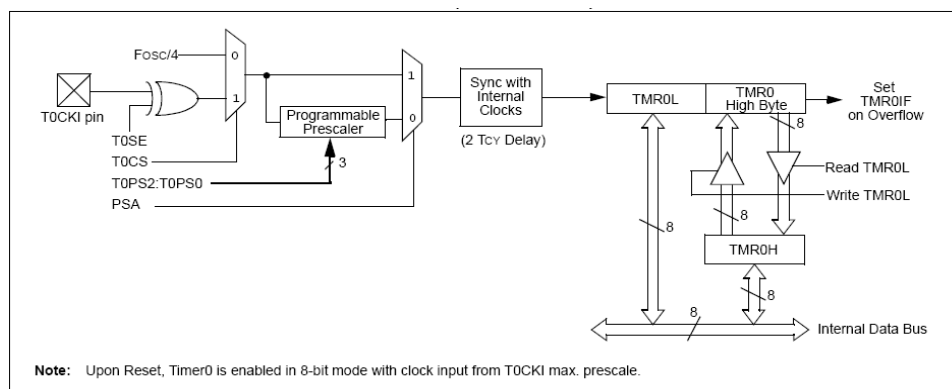 FOSC/4
0
1
T0CKI pin
T0SE
T0CS
T0PS2:T0PS0
PSA
Programmable
Prescaler
3
1
0
Sync with
Internal
Clocks
(2 TCY Delay)
TMR0L
TMR0
High Byte
Set
TMR0IF
on Overflow
8
Read TMR0L
Write TMR0L
8
8
TMR0H
8
8
Internal Data Bus
Note: Upon Reset, Timer0 is enabled in 8-bit mode with clock input from T0CKI max. prescale.